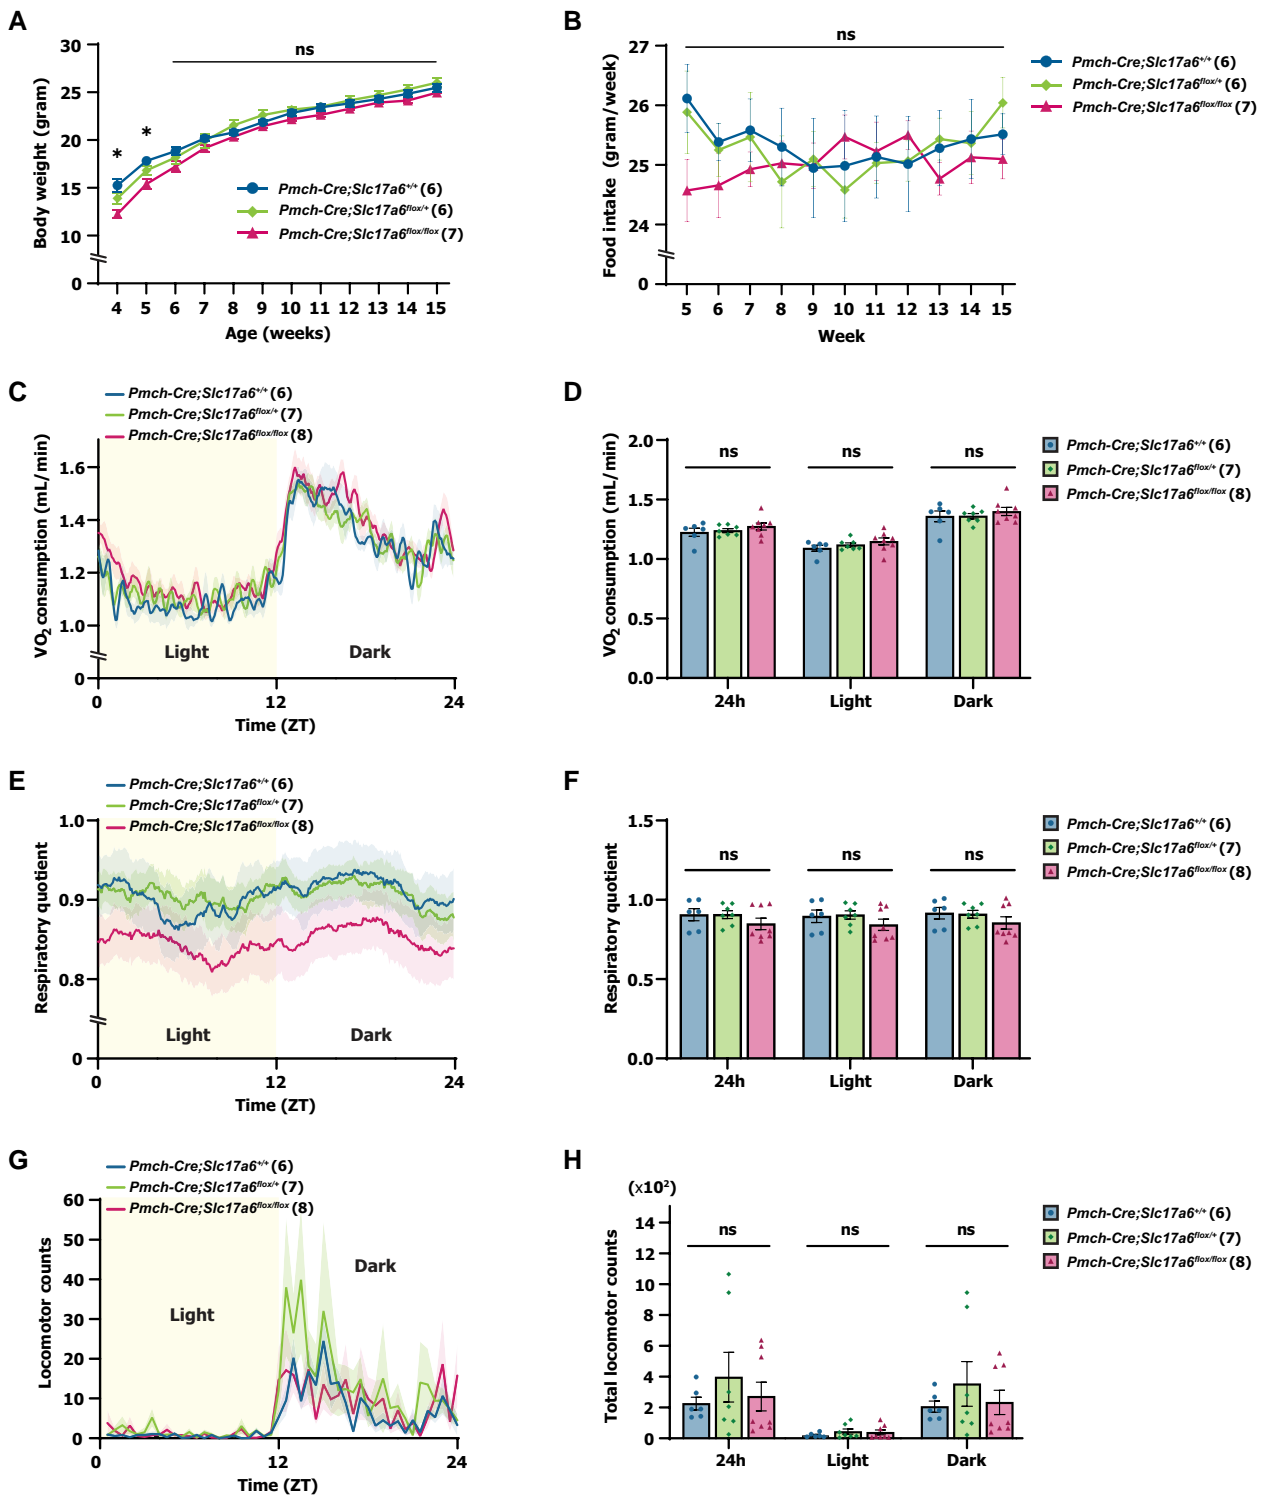 A
30
25
20
15
10
0
Body weight (gram)
ns
*
*
Pmch-Cre;Slc17a6+/+ (6)
Pmch-Cre;Slc17a6flox/+ (6)
Pmch-Cre;Slc17a6flox/flox (7)
4 5 6 7 8 9 10 11 12 13 14 15
Age (weeks)
B
27
26
25
24
0
Food intake (gram/week)
ns
Pmch-Cre;Slc17a6+/+ (6)
Pmch-Cre;Slc17a6flox/+ (6)
Pmch-Cre;Slc17a6flox/flox (7)
5 6 7 8 9 10 11 12 13 14 15
Week
C
Pmch-Cre;Slc17a6+/+ (6)
Pmch-Cre;Slc17a6flox/+ (7)
Pmch-Cre;Slc17a6flox/flox (8)
1.6
1.4
1.2
1.0
0
VO2 consumption (mL/min)
Light
Dark
0 12 24
Time (ZT)
D
2.0
1.5
1.0
0.5
0.0
VO2 consumption (mL/min)
ns ns ns
24h Light Dark
Pmch-Cre;Slc17a6+/+ (6)
Pmch-Cre;Slc17a6flox/+ (7)
Pmch-Cre;Slc17a6flox/flox (8)
E
Pmch-Cre;Slc17a6+/+ (6)
Pmch-Cre;Slc17a6flox/+ (7)
Pmch-Cre;Slc17a6flox/flox (8)
1.0
0.9
0.8
0
Respiratory quotient
Light
Dark
0 12 24
Time (ZT)
F
1.5
1.0
0.5
0.0
Respiratory quotient
ns ns ns
24h Light Dark
Pmch-Cre;Slc17a6+/+ (6)
Pmch-Cre;Slc17a6flox/+ (7)
Pmch-Cre;Slc17a6flox/flox (8)
G
Pmch-Cre;Slc17a6+/+ (6)
Pmch-Cre;Slc17a6flox/+ (7)
Pmch-Cre;Slc17a6flox/flox (8)
60
50
40
30
20
10
0
Locomotor counts
Light
Dark
0 12 24
Time (ZT)
H
(x10²)
14
12
10
8
6
4
2
0
Total locomotor counts
ns ns ns
24h Light Dark
Pmch-Cre;Slc17a6+/+ (6)
Pmch-Cre;Slc17a6flox/+ (7)
Pmch-Cre;Slc17a6flox/flox (8)